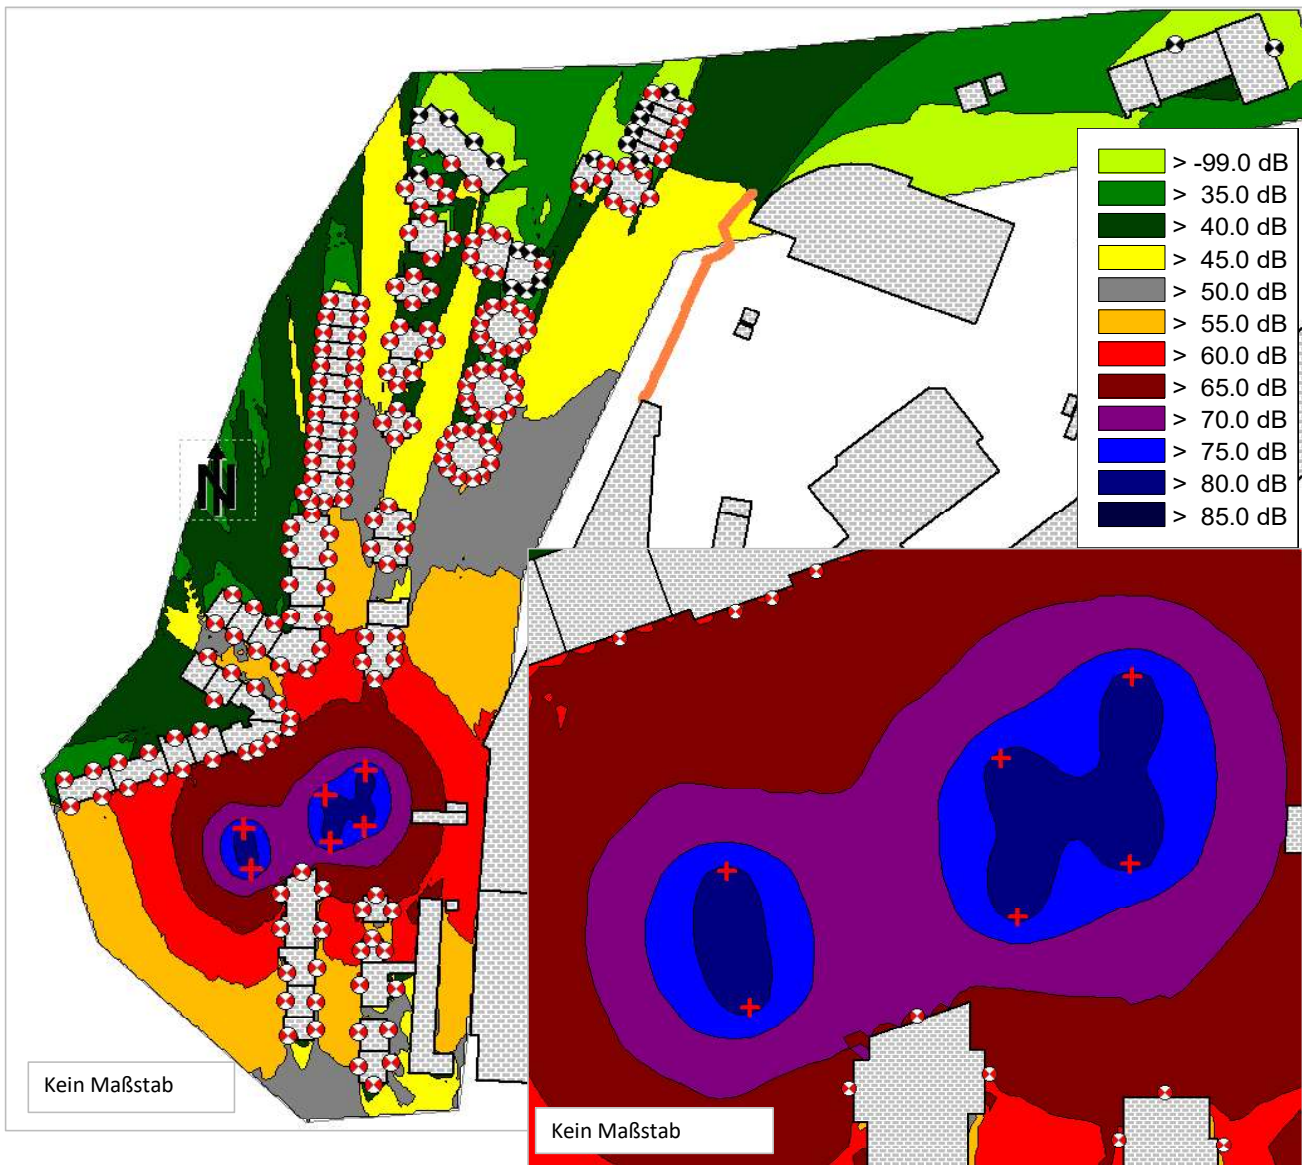 > -99.0 dB
> 35.0 dB
> 40.0 dB
> 45.0 dB
> 50.0 dB
> 55.0 dB
> 60.0 dB
> 65.0 dB
> 70.0 dB
> 75.0 dB
> 80.0 dB
> 85.0 dB
N
Kein Maßstab
Kein Maßstab